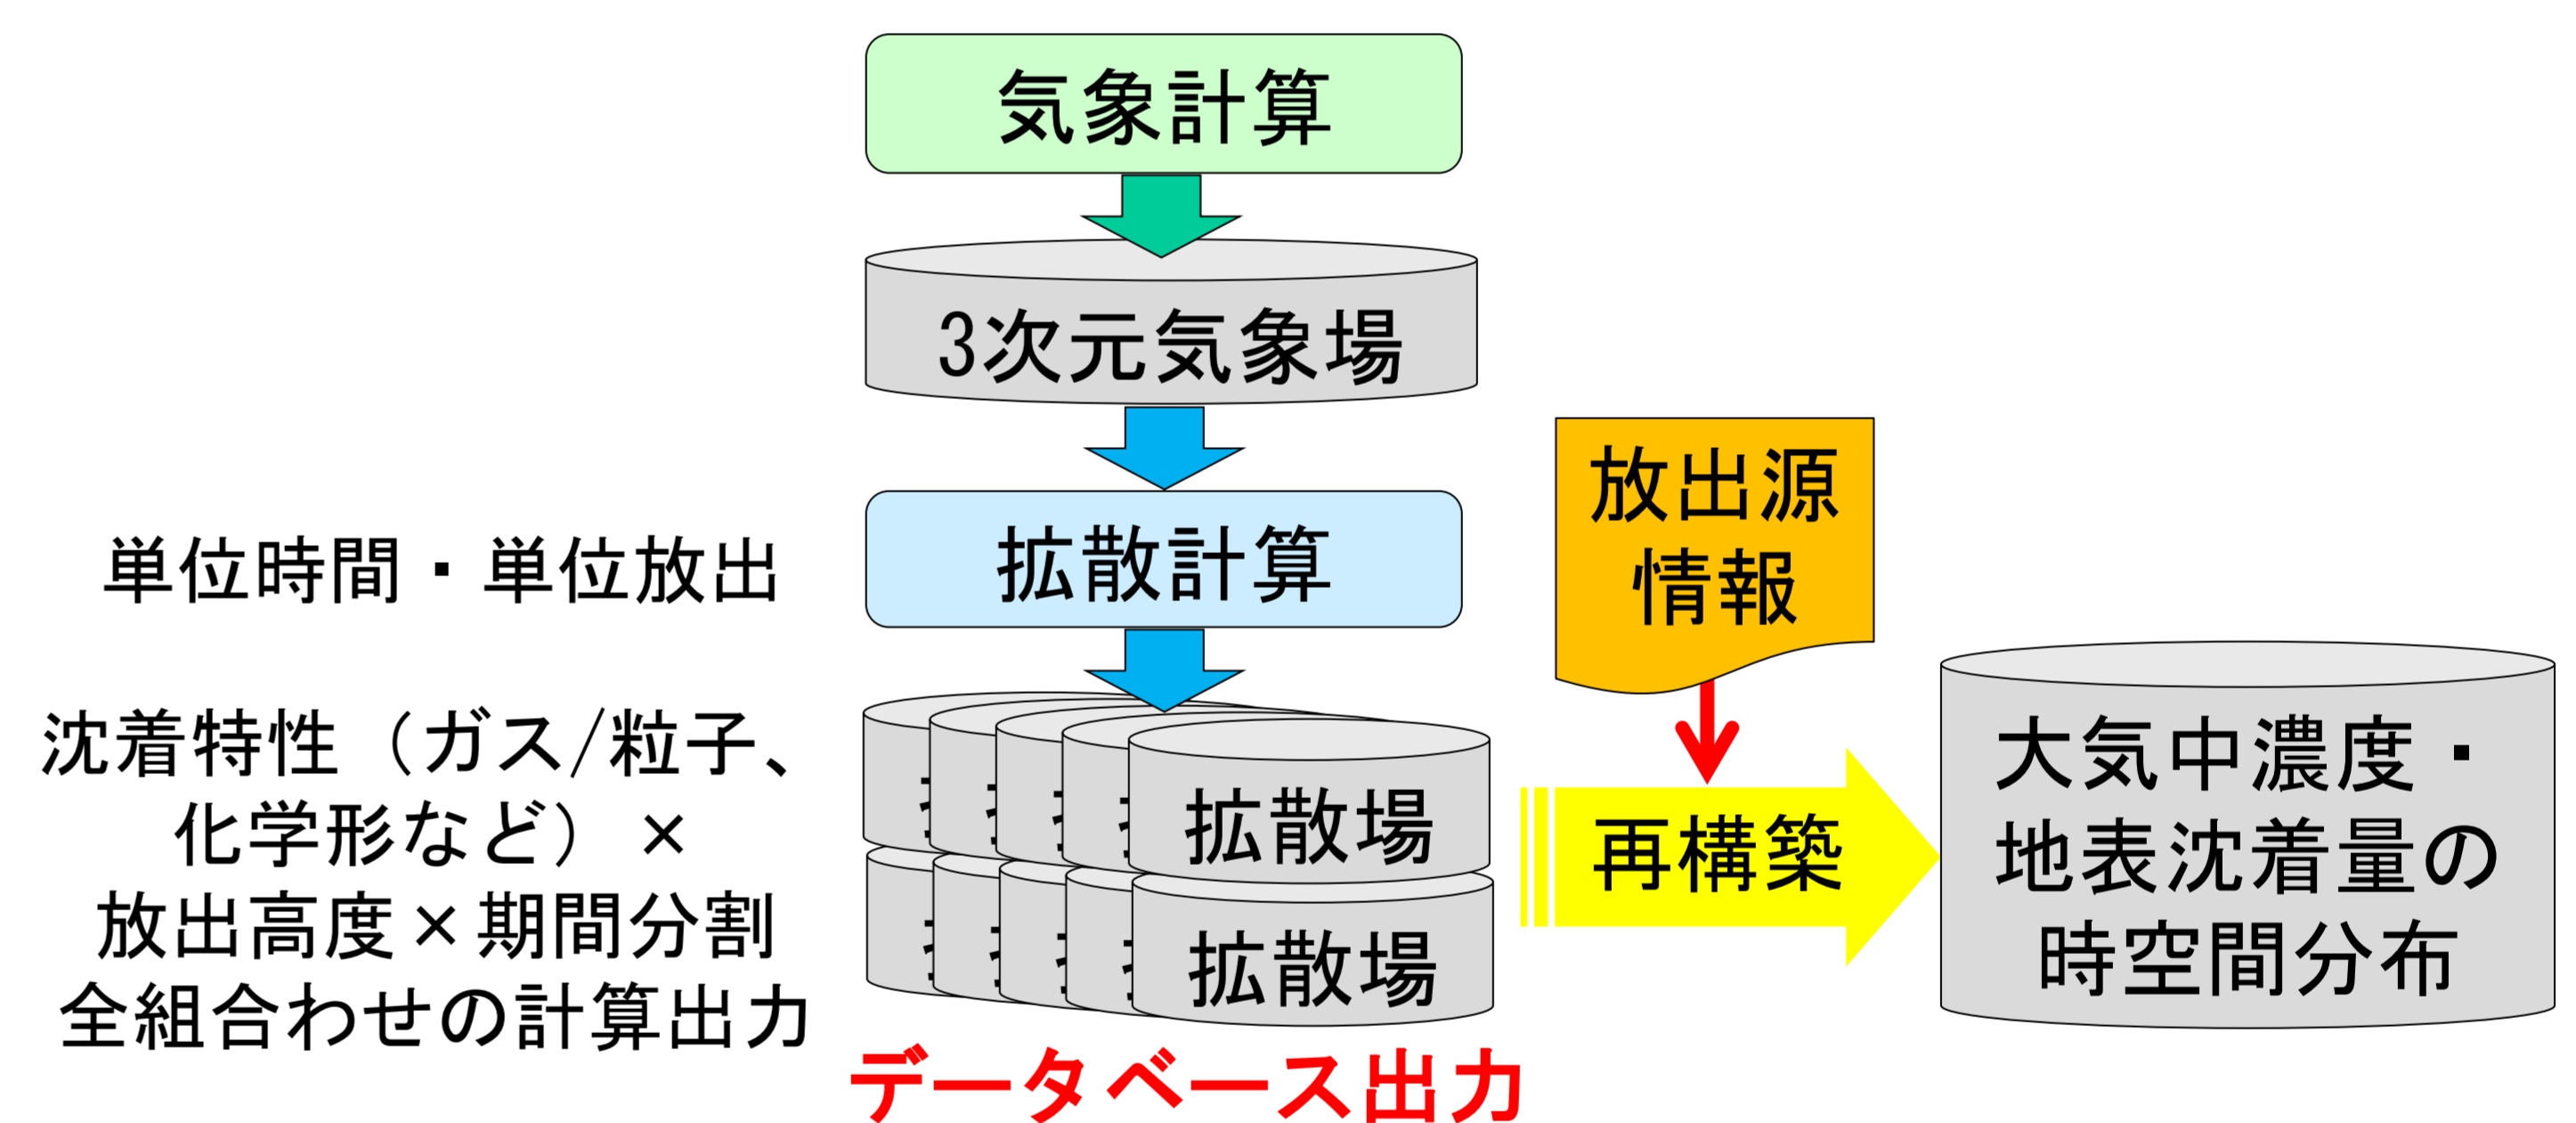 気象計算
3次元気象場
拡散計算
単位時間・単位放出
沈着特性（ガス/粒子、
化学形など）×
放出高度×期間分割
全組合わせの計算出力
拡散場
拡散場
データベース出力
放出源
情報
再構築
大気中濃度・
地表沈着量の
時空間分布